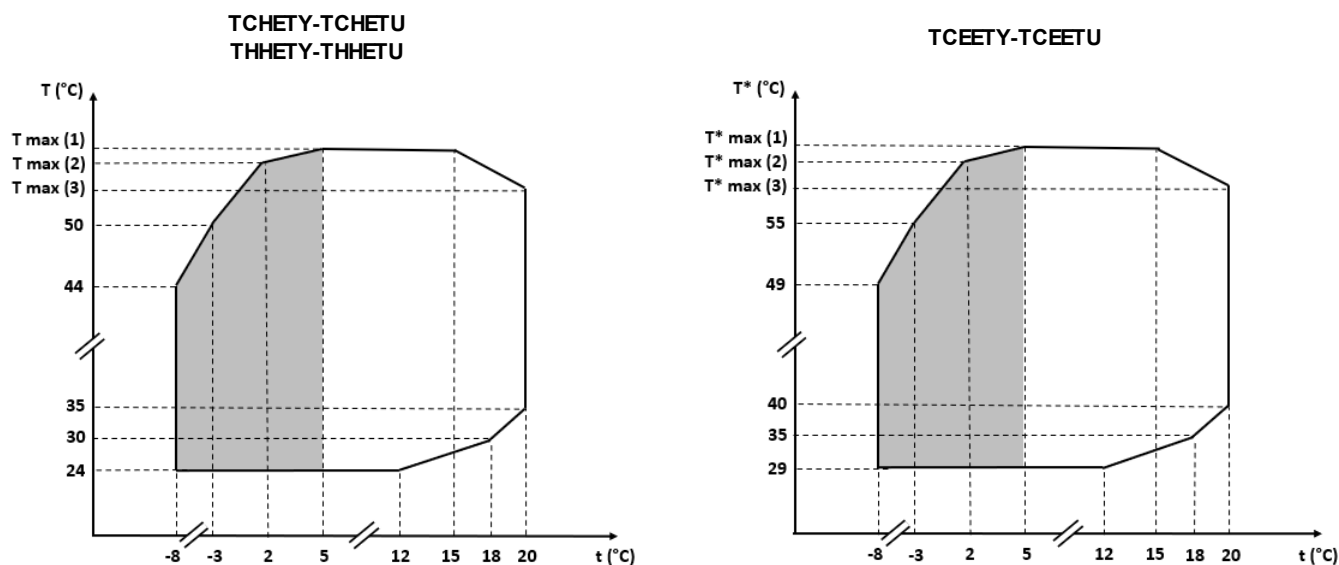 TCHETY-TCHETU
THHETY-THHETU
T (°C)
T max (1)
T max (2)
T max (3)
50
44
35
30
24
-8
-3
2
5
12
15
18
20
t (°C)
TCEETY-TCEETU
T* (°C)
T* max (1)
T* max (2)
T* max (3)
55
49
40
35
29
-8
-3
2
5
12
15
18
20
t (°C)